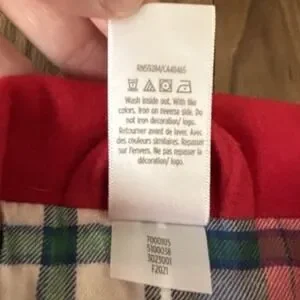 RN55284/CA40465
Wash inside out. With like
colors. Iron on reverse side. Do
not iron decoration/ logo.
Retourner avant de laver. Avec
des couleurs similaires. Repasser
sur l'envers. Ne pas repasser la
décoration/ logo.
7000105
5100058
3023001
F2021